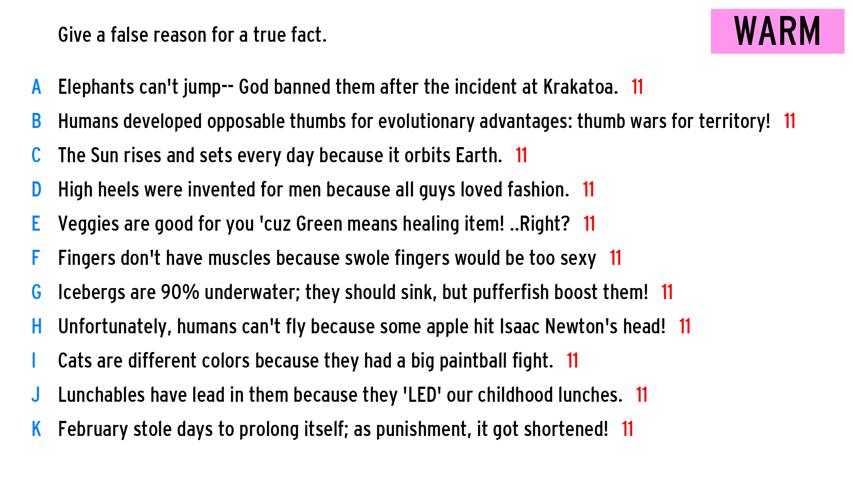 Give a false reason for a true fact.
WARM
A Elephants can't jump-- God banned them after the incident at Krakatoa. 11
B Humans developed opposable thumbs for evolutionary advantages: thumb wars for territory! 11
C The Sun rises and sets every day because it orbits Earth. 11
D High heels were invented for men because all guys loved fashion. 11
E Veggies are good for you 'cuz Green means healing item! ..Right? 11
F Fingers don't have muscles because swole fingers would be too sexy 11
G Icebergs are 90% underwater; they should sink, but pufferfish boost them! 11
H Unfortunately, humans can't fly because some apple hit Isaac Newton's head! 11
I Cats are different colors because they had a big paintball fight. 11
J Lunchables have lead in them because they 'LED' our childhood lunches. 11
K February stole days to prolong itself; as punishment, it got shortened! 11